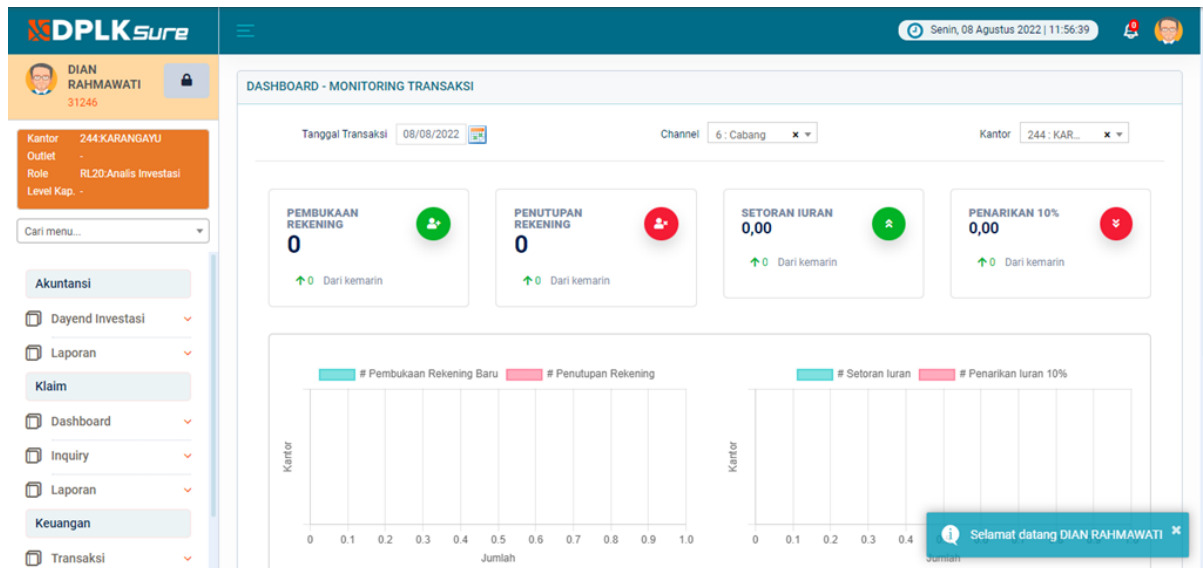 DPLKSure
Senin, 08 Agustus 2022 | 11:56:39
DIAN
RAHMAWATI
31246
Kantor 244:KARANGAYU
Outlet -
Role RL20:Analis Investasi
Level Kap. -
Cari menu...
Akuntansi
Dayend Investasi
Laporan
Klaim
Dashboard
Inquiry
Laporan
Keuangan
Transaksi
DASHBOARD - MONITORING TRANSAKSI
Tanggal Transaksi 08/08/2022
Channel 6 : Cabang x
Kantor 244 : KAR... x
PEMBUKAAN
REKENING
0
0 Dari kemarin
PENUTUPAN
REKENING
0
0 Dari kemarin
SETORAN IURAN
0,00
0 Dari kemarin
PENARIKAN 10%
0,00
0 Dari kemarin
# Pembukaan Rekening Baru # Penutupan Rekening
Kantor
0 0.1 0.2 0.3 0.4 0.5 0.6 0.7 0.8 0.9 1.0
Jumlah
# Setoran Iuran # Penarikan Iuran 10%
Kantor
0 0.1 0.2 0.3 0.4
Jumlah
Selamat datang DIAN RAHMAWATI ×